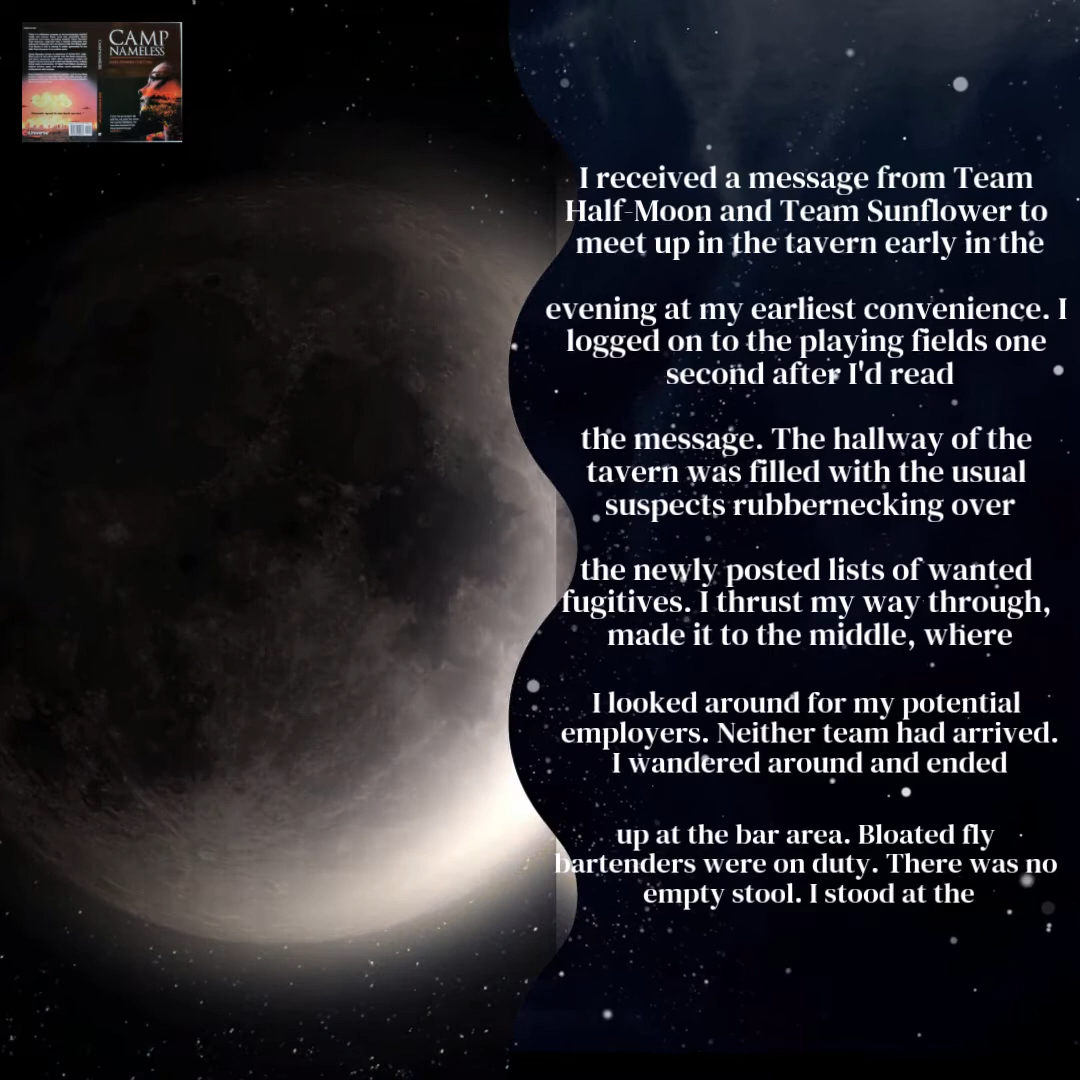 CAMP
NAMELESS
I received a message from Team
Half-Moon and Team Sunflower to
meet up in the tavern early in the
evening at my earliest convenience. I
logged on to the playing fields one
second after I'd read
the message. The hallway of the
tavern was filled with the usual
suspects rubbernecking over
the newly posted lists of wanted
fugitives. I thrust my way through,
made it to the middle, where
I looked around for my potential
employers. Neither team had arrived.
I wandered around and ended
up at the bar area. Bloated fly
bartenders were on duty. There was no
empty stool. I stood at the